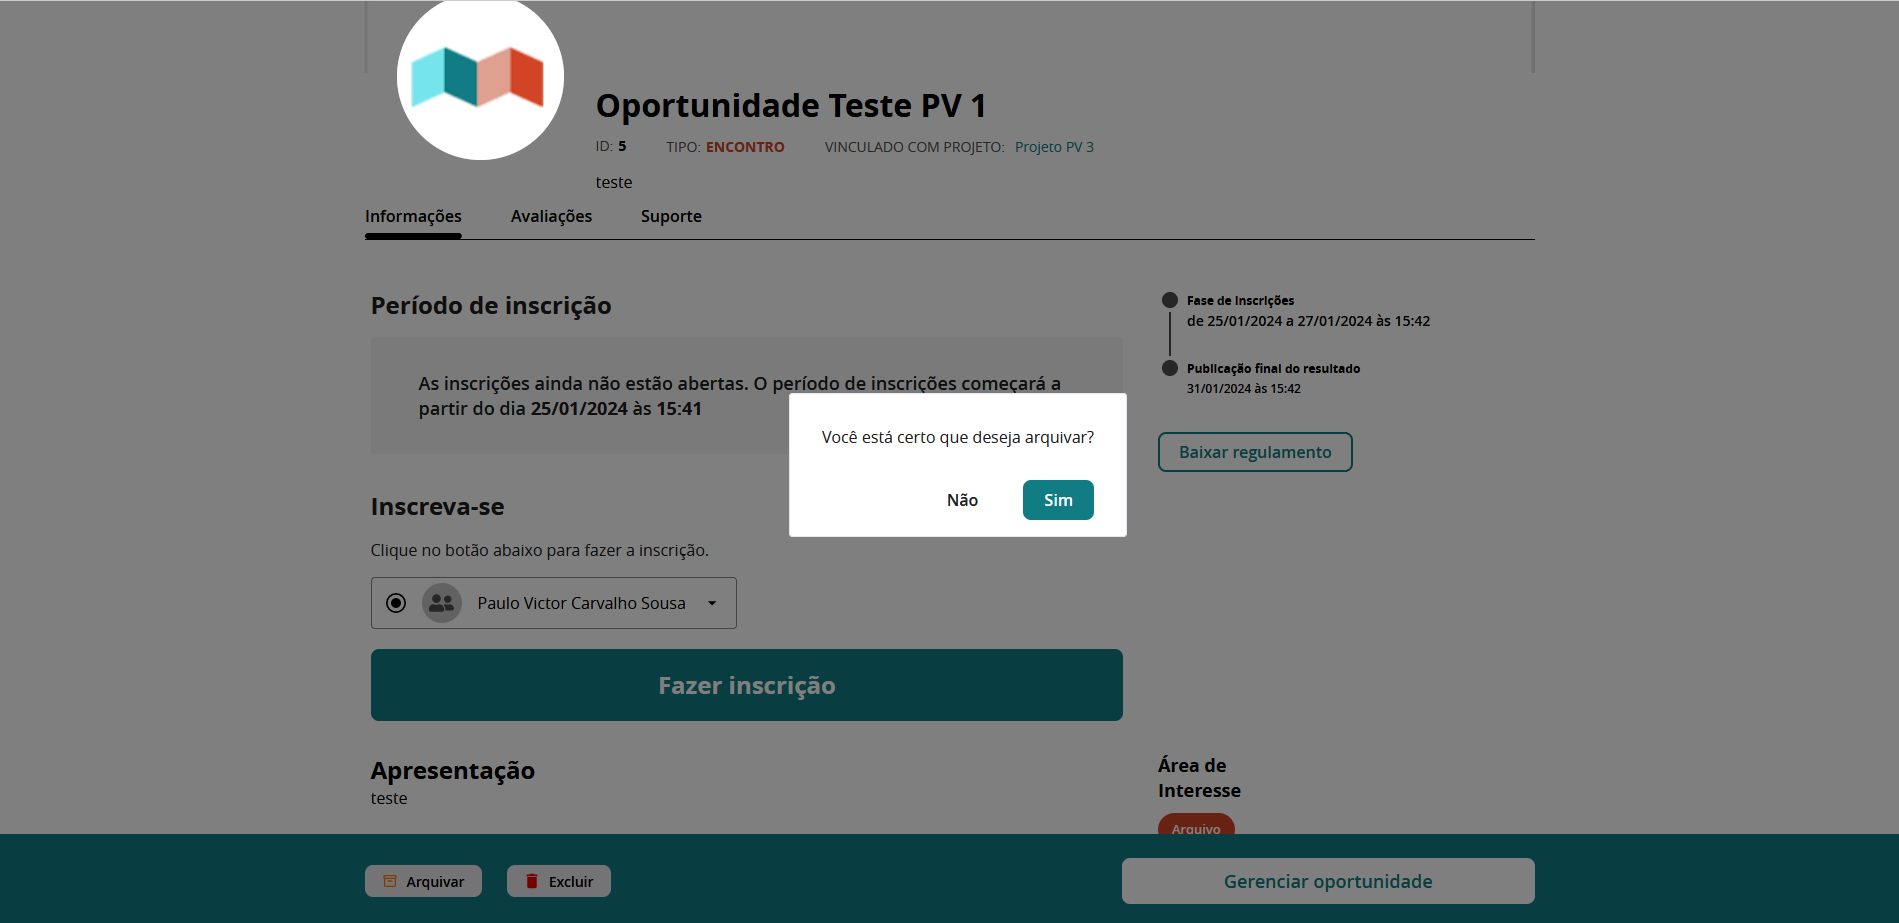 Oportunidade Teste PV 1
ID: 5 TIPO: ENCONTRO VINCULADO COM PROJETO: Projeto PV 3
teste
Informações Avaliações Suporte
Período de inscrição
As inscrições ainda não estão abertas. O período de inscrições começará a
partir do dia 25/01/2024 às 15:41
Fase de inscrições
de 25/01/2024 a 27/01/2024 às 15:42
Publicação final do resultado
31/01/2024 às 15:42
Baixar regulamento
Você está certo que deseja arquivar?
Não Sim
Inscreva-se
Clique no botão abaixo para fazer a inscrição.
Paulo Victor Carvalho Sousa
Fazer inscrição
Apresentação
teste
Área de
Interesse
Arquivo
Arquivar Excluir Gerenciar oportunidade